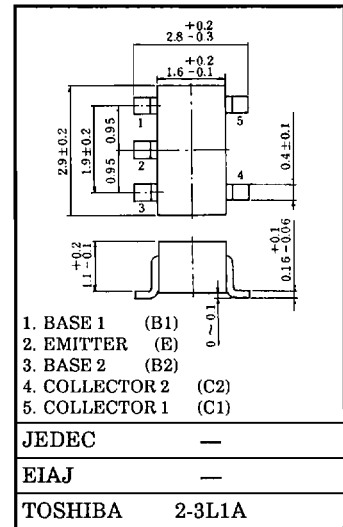 +0.2
2.8 -0.3
+0.2
1.6 -0.1
2.9±0.2
1.9±0.2
0.95
0.95
1
2
3
5
4
0.4±0.1
+0.2
1.1 -0.1
+0.1
0.16 -0.06
0 ~ 0.1
1. BASE 1 (B1)
2. EMITTER (E)
3. BASE 2 (B2)
4. COLLECTOR 2 (C2)
5. COLLECTOR 1 (C1)
JEDEC —
EIAJ —
TOSHIBA 2-3L1A